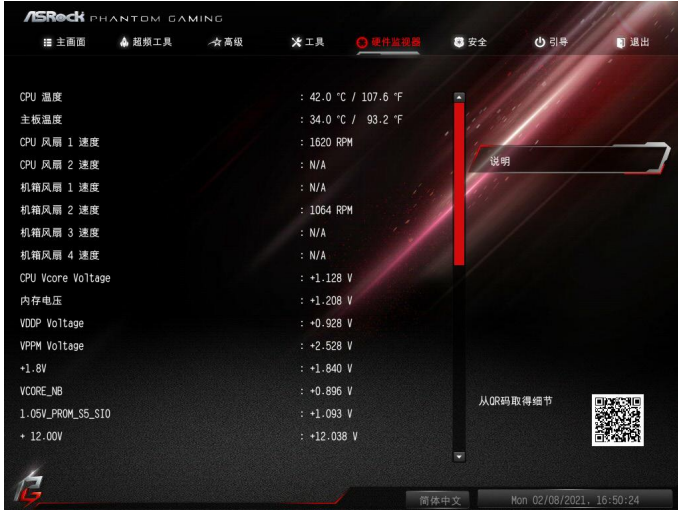 ASRock PHANTOM GAMING
主画面 超频工具 高级 工具 硬件监视器 安全 引导 退出
CPU 温度 : 42.0 °C / 107.6 °F
主板温度 : 34.0 °C / 93.2 °F
CPU 风扇 1 速度 : 1620 RPM
说明
CPU 风扇 2 速度 : N/A
机箱风扇 1 速度 : N/A
机箱风扇 2 速度 : 1064 RPM
机箱风扇 3 速度 : N/A
机箱风扇 4 速度 : N/A
CPU Vcore Voltage : +1.128 V
内存电压 : +1.208 V
VDDP Voltage : +0.928 V
VPPM Voltage : +2.528 V
+1.8V : +1.840 V
VCORE_NB : +0.896 V
从QR码取得细节
1.05V_PROM_S5_SIO : +1.093 V
+ 12.00V : +12.038 V
简体中文 Mon 02/08/2021, 16:50:24